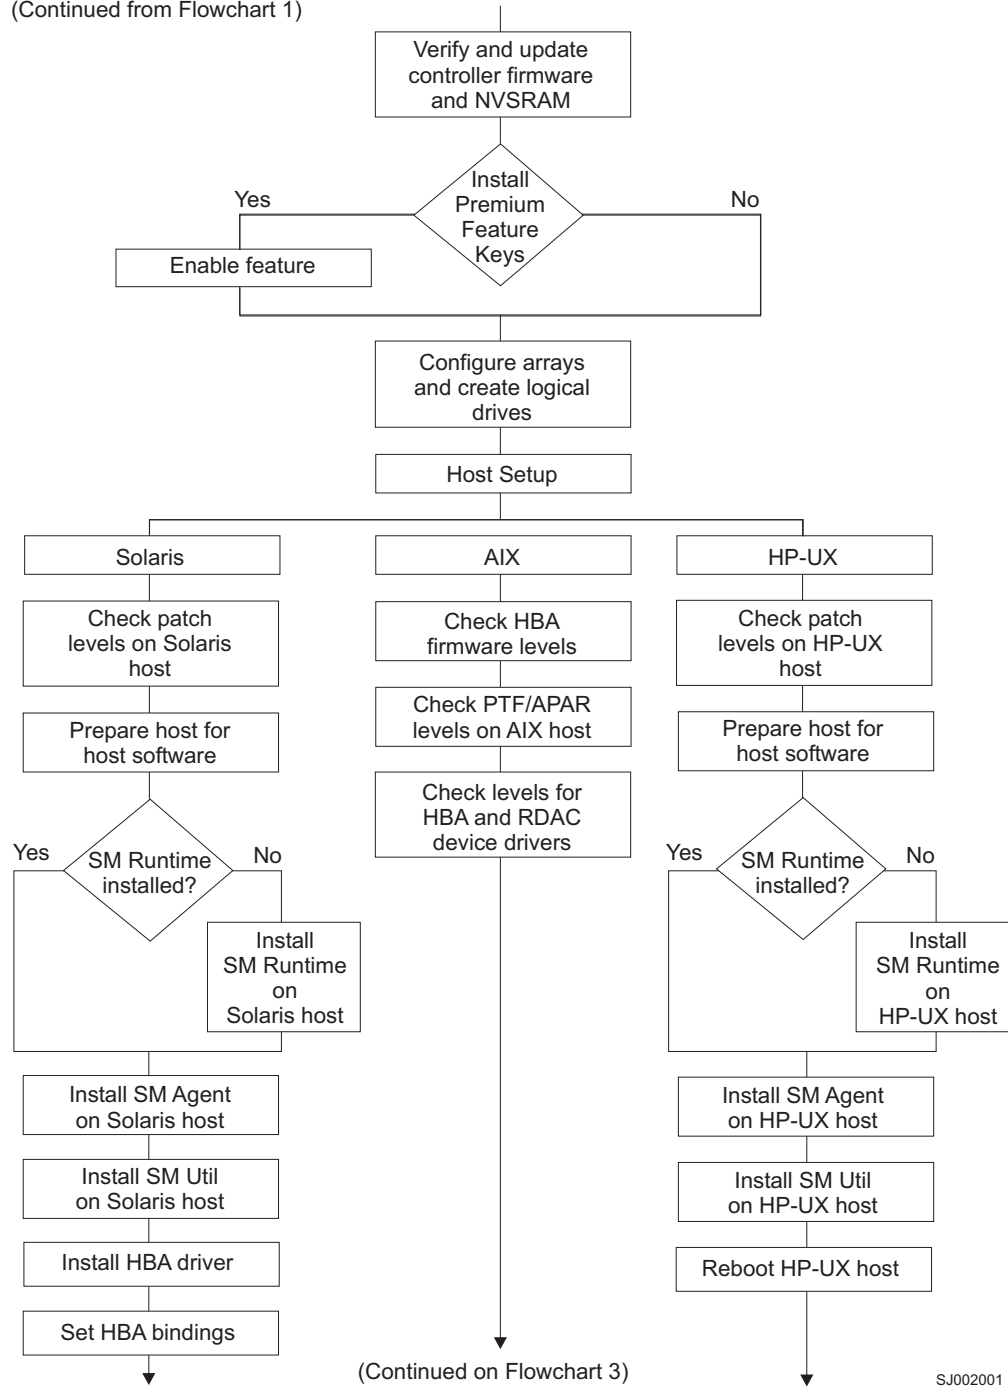 (Continued from Flowchart 1)
Verify and update
controller firmware
and NVSRAM
Install
Premium
Feature
Keys
Yes
No
Enable feature
Configure arrays
and create logical
drives
Host Setup
Solaris
AIX
HP-UX
Check patch
levels on Solaris
host
Check HBA
firmware levels
Check patch
levels on HP-UX
host
Prepare host for
host software
Check PTF/APAR
levels on AIX host
Prepare host for
host software
Check levels for
HBA and RDAC
device drivers
Yes
SM Runtime
installed?
No
Yes
SM Runtime
installed?
No
Install
SM Runtime
on
Solaris host
Install
SM Runtime
on
HP-UX host
Install SM Agent
on Solaris host
Install SM Agent
on HP-UX host
Install SM Util
on Solaris host
Install SM Util
on HP-UX host
Install HBA driver
Reboot HP-UX host
Set HBA bindings
(Continued on Flowchart 3)
SJ002001